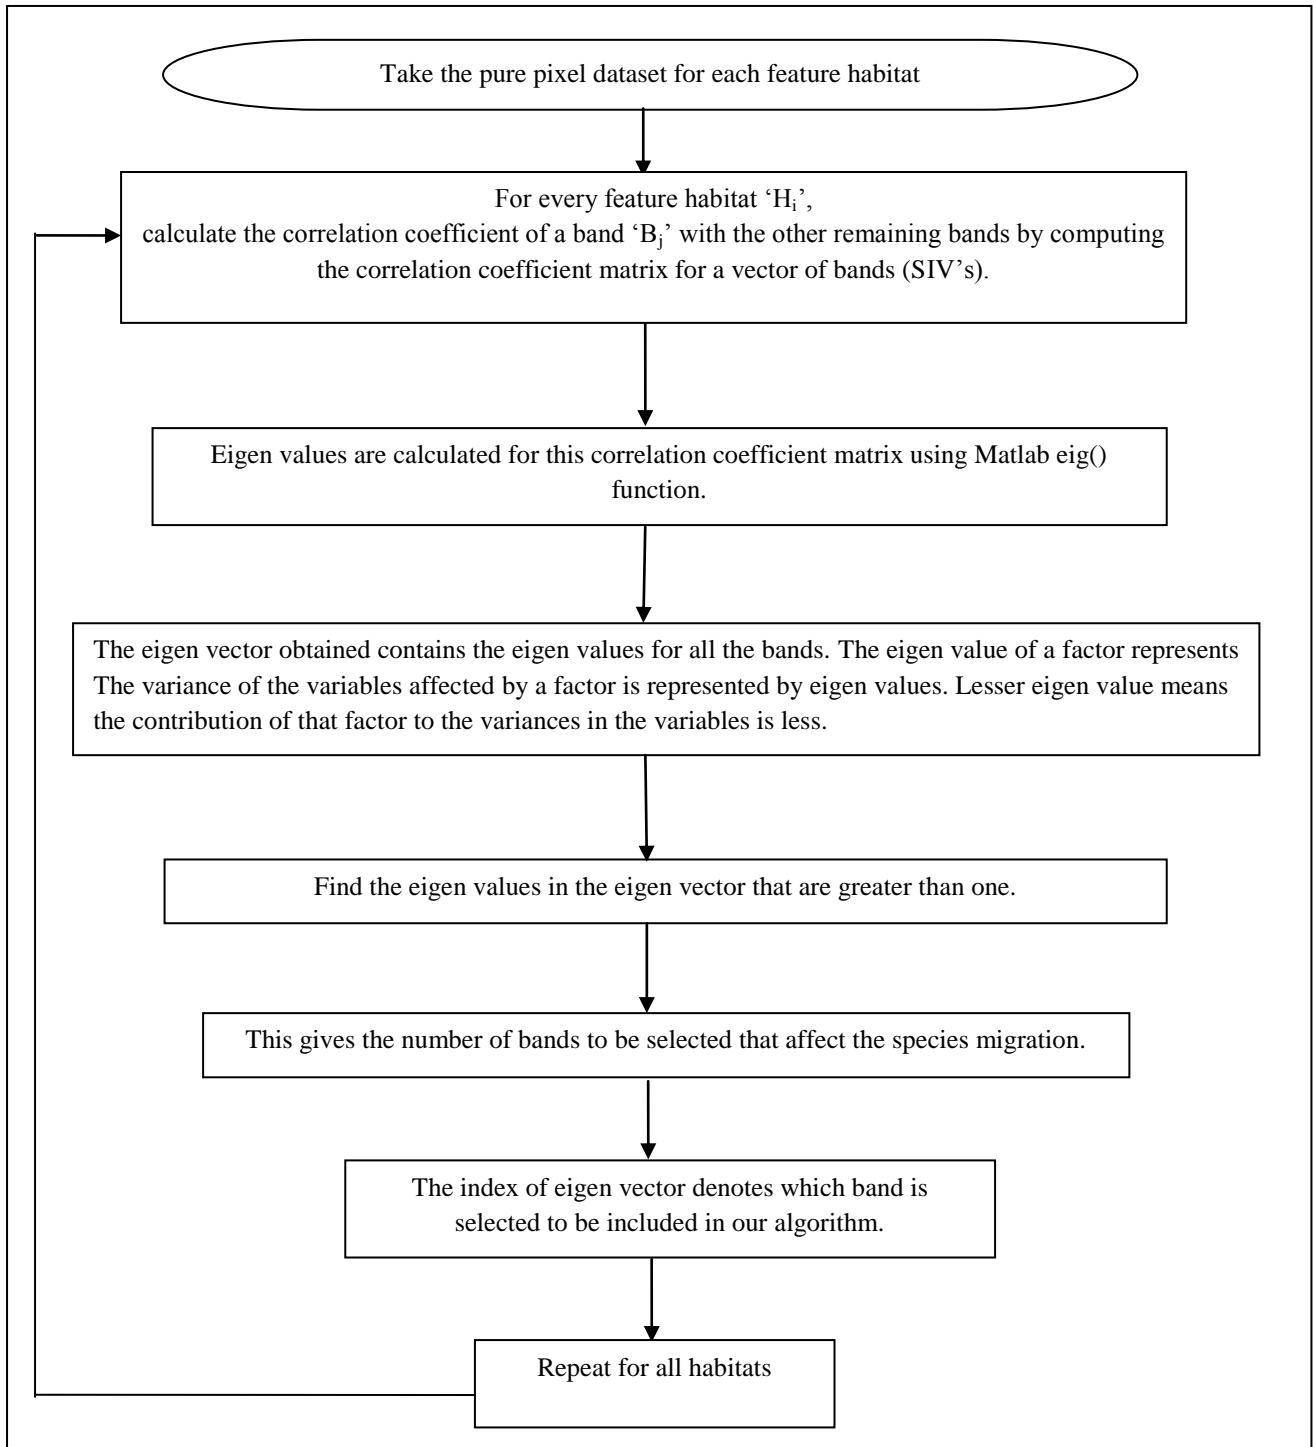 Take the pure pixel dataset for each feature habitat
For every feature habitat ‘Hᵢ’,
calculate the correlation coefficient of a band ‘Bⱼ’ with the other remaining bands by computing
the correlation coefficient matrix for a vector of bands (SIV’s).
Eigen values are calculated for this correlation coefficient matrix using Matlab eig()
function.
The eigen vector obtained contains the eigen values for all the bands. The eigen value of a factor represents
The variance of the variables affected by a factor is represented by eigen values. Lesser eigen value means
the contribution of that factor to the variances in the variables is less.
Find the eigen values in the eigen vector that are greater than one.
This gives the number of bands to be selected that affect the species migration.
The index of eigen vector denotes which band is
selected to be included in our algorithm.
Repeat for all habitats